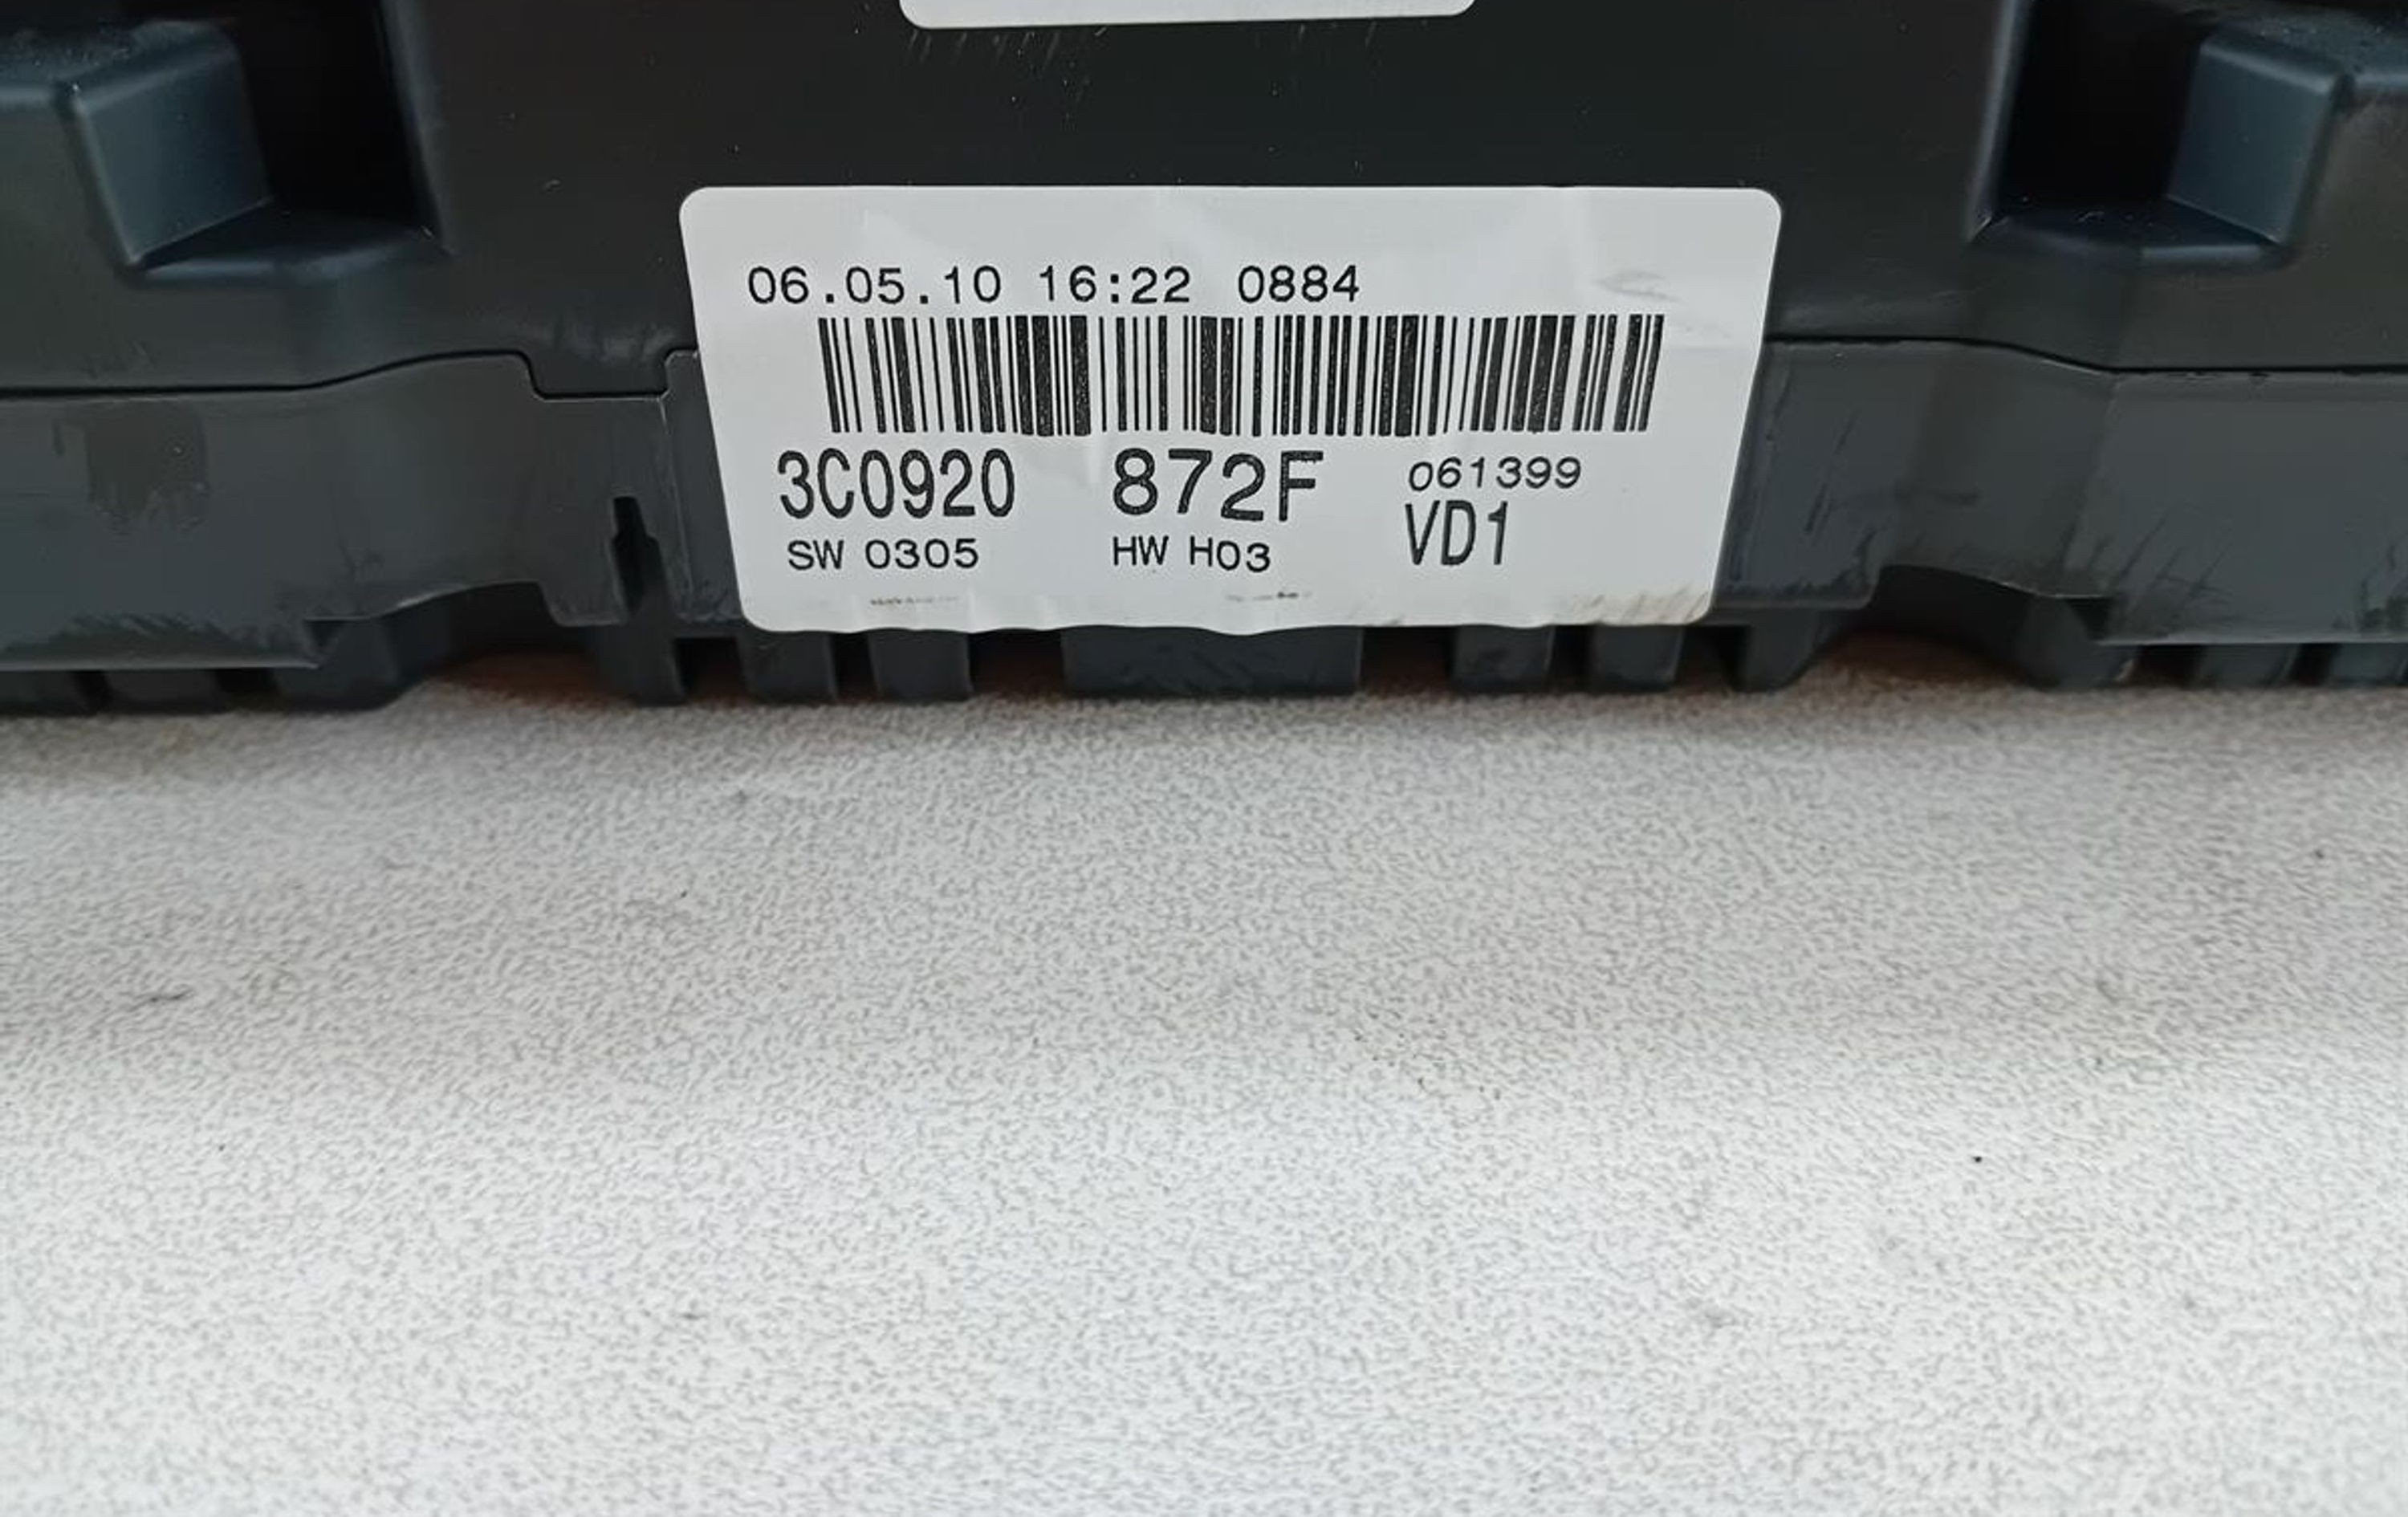 06.05.10 16:22 0884
3C0920 872F 061399
SW 0305 HW H03 VD1